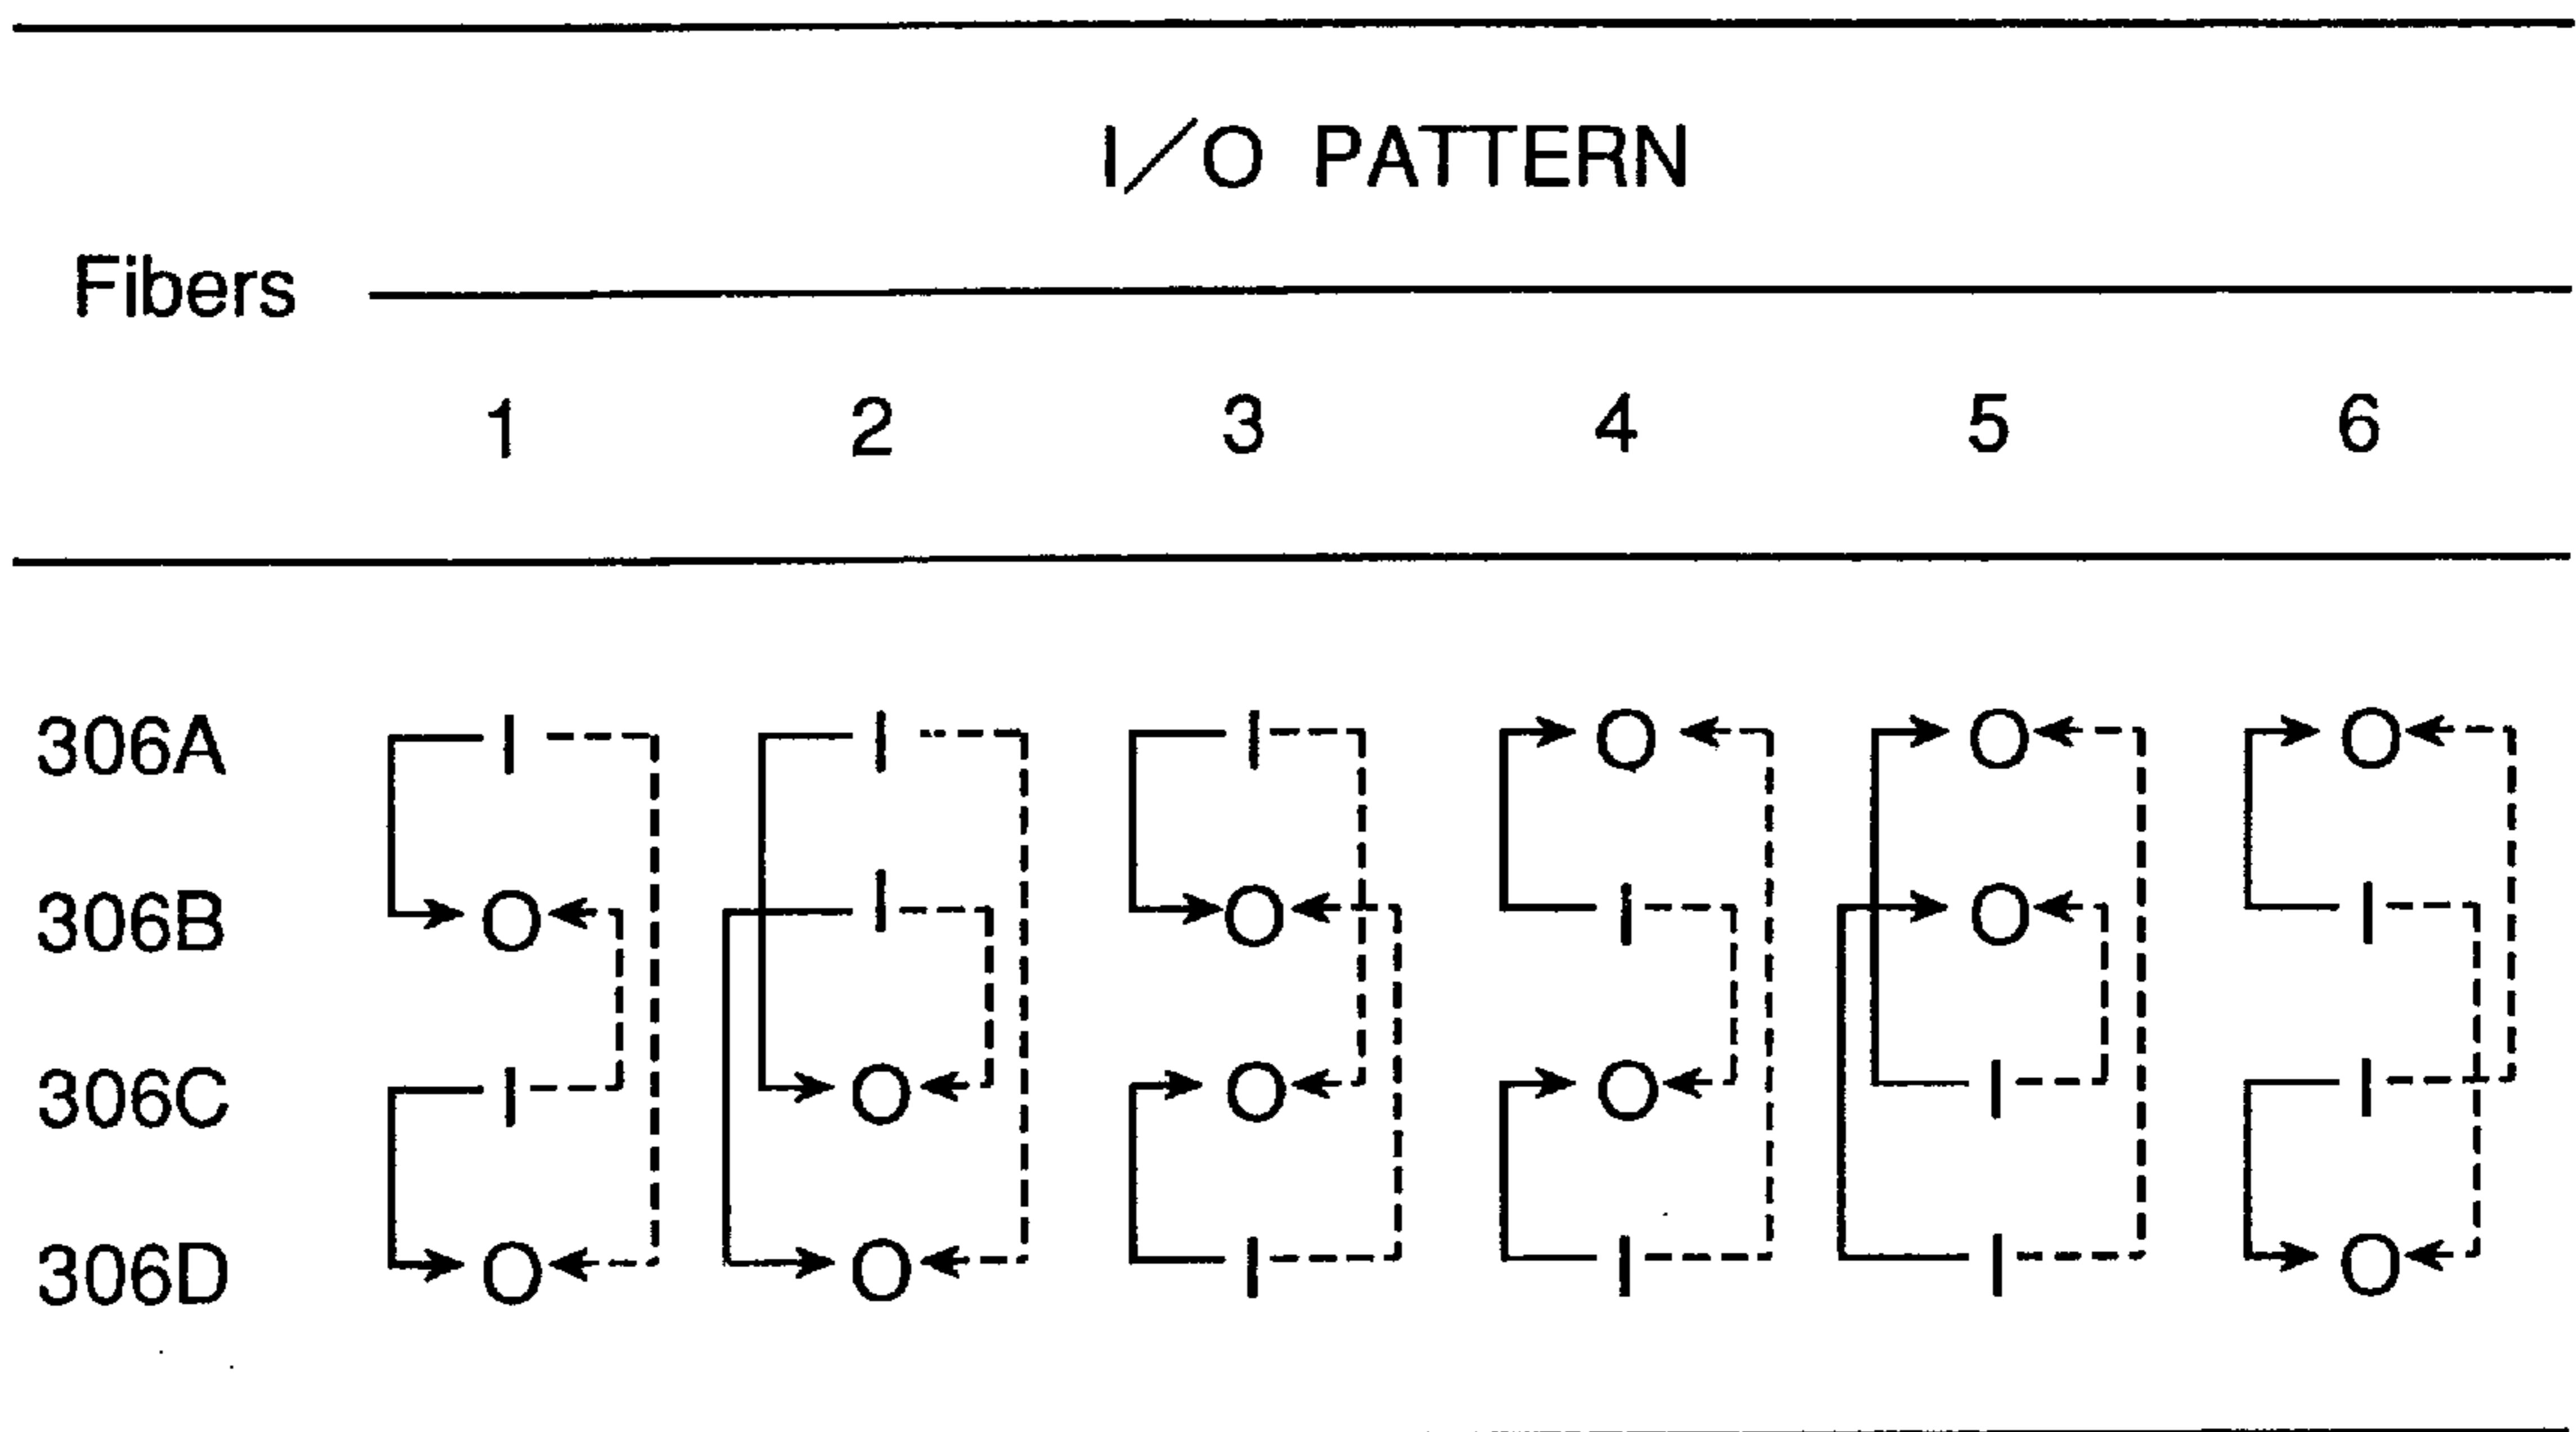 I/O PATTERN
Fibers
1 2 3 4 5 6
306A I I I O O O
306B O I O I O I
306C I O O O I I
306D O O I I I O